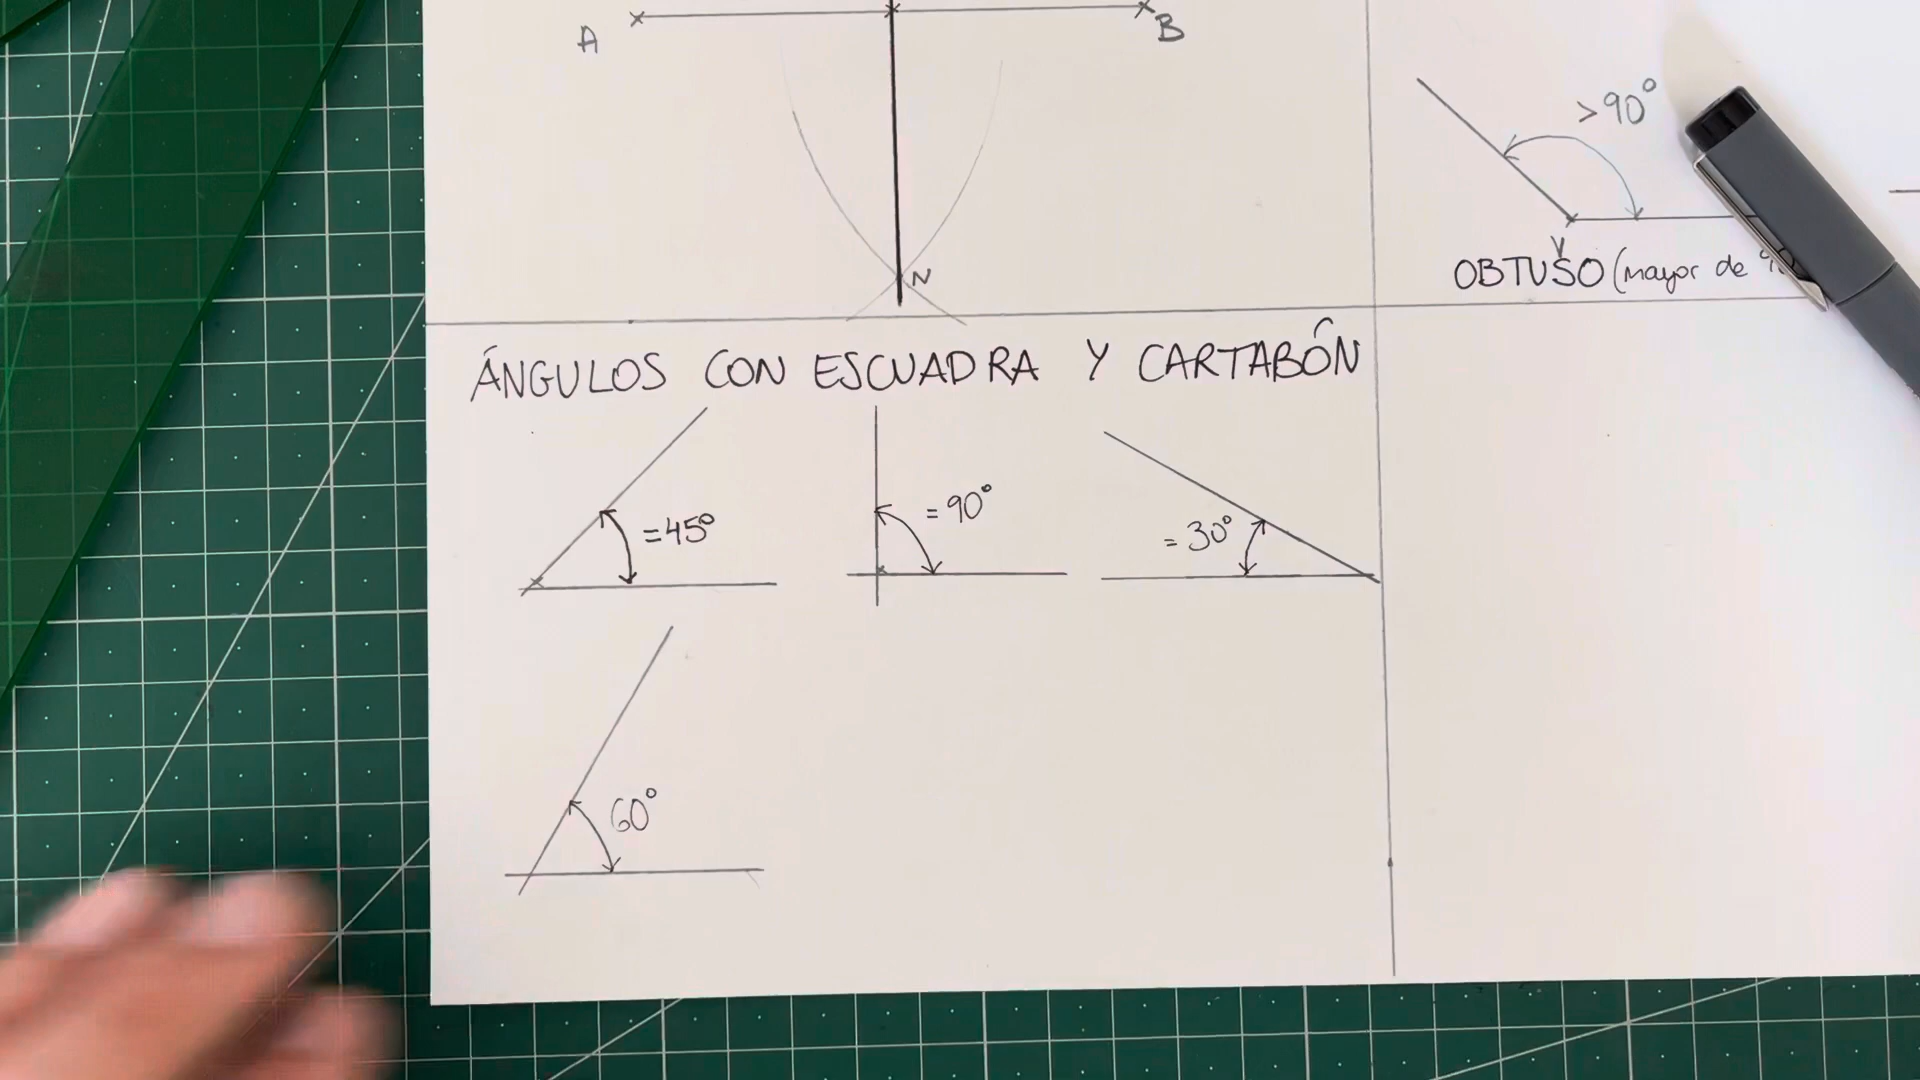 A
B
N
> 90°
V
OBTUSO (mayor de
ÁNGULOS CON ESCUADRA Y CARTABÓN
= 45°
= 90°
= 30°
60°